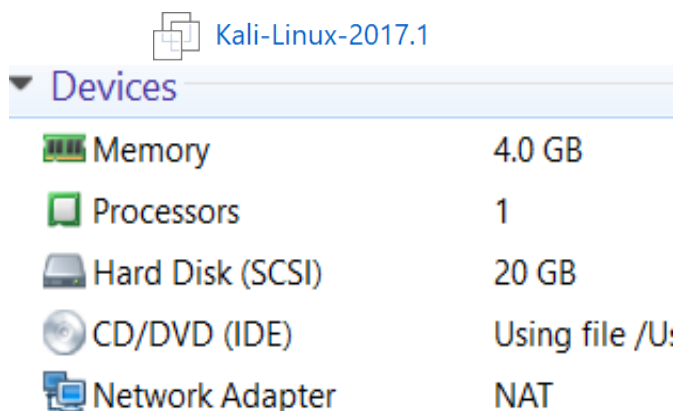 Kali-Linux-2017.1
Devices
Memory 4.0 GB
Processors 1
Hard Disk (SCSI) 20 GB
CD/DVD (IDE) Using file /Us
Network Adapter NAT